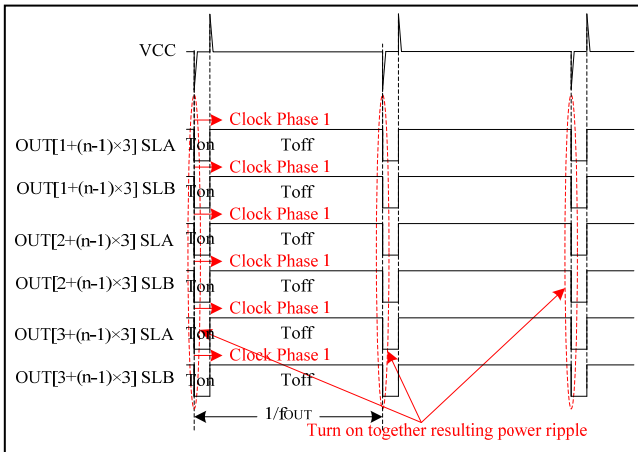 VCC
Clock Phase 1
OUT[1+(n-1)×3] SLA Ton Toff
Clock Phase 1
OUT[1+(n-1)×3] SLB Ton Toff
Clock Phase 1
OUT[2+(n-1)×3] SLA Ton Toff
Clock Phase 1
OUT[2+(n-1)×3] SLB Ton Toff
Clock Phase 1
OUT[3+(n-1)×3] SLA Ton Toff
Clock Phase 1
OUT[3+(n-1)×3] SLB Ton Toff
1/fOUT
Turn on together resulting power ripple